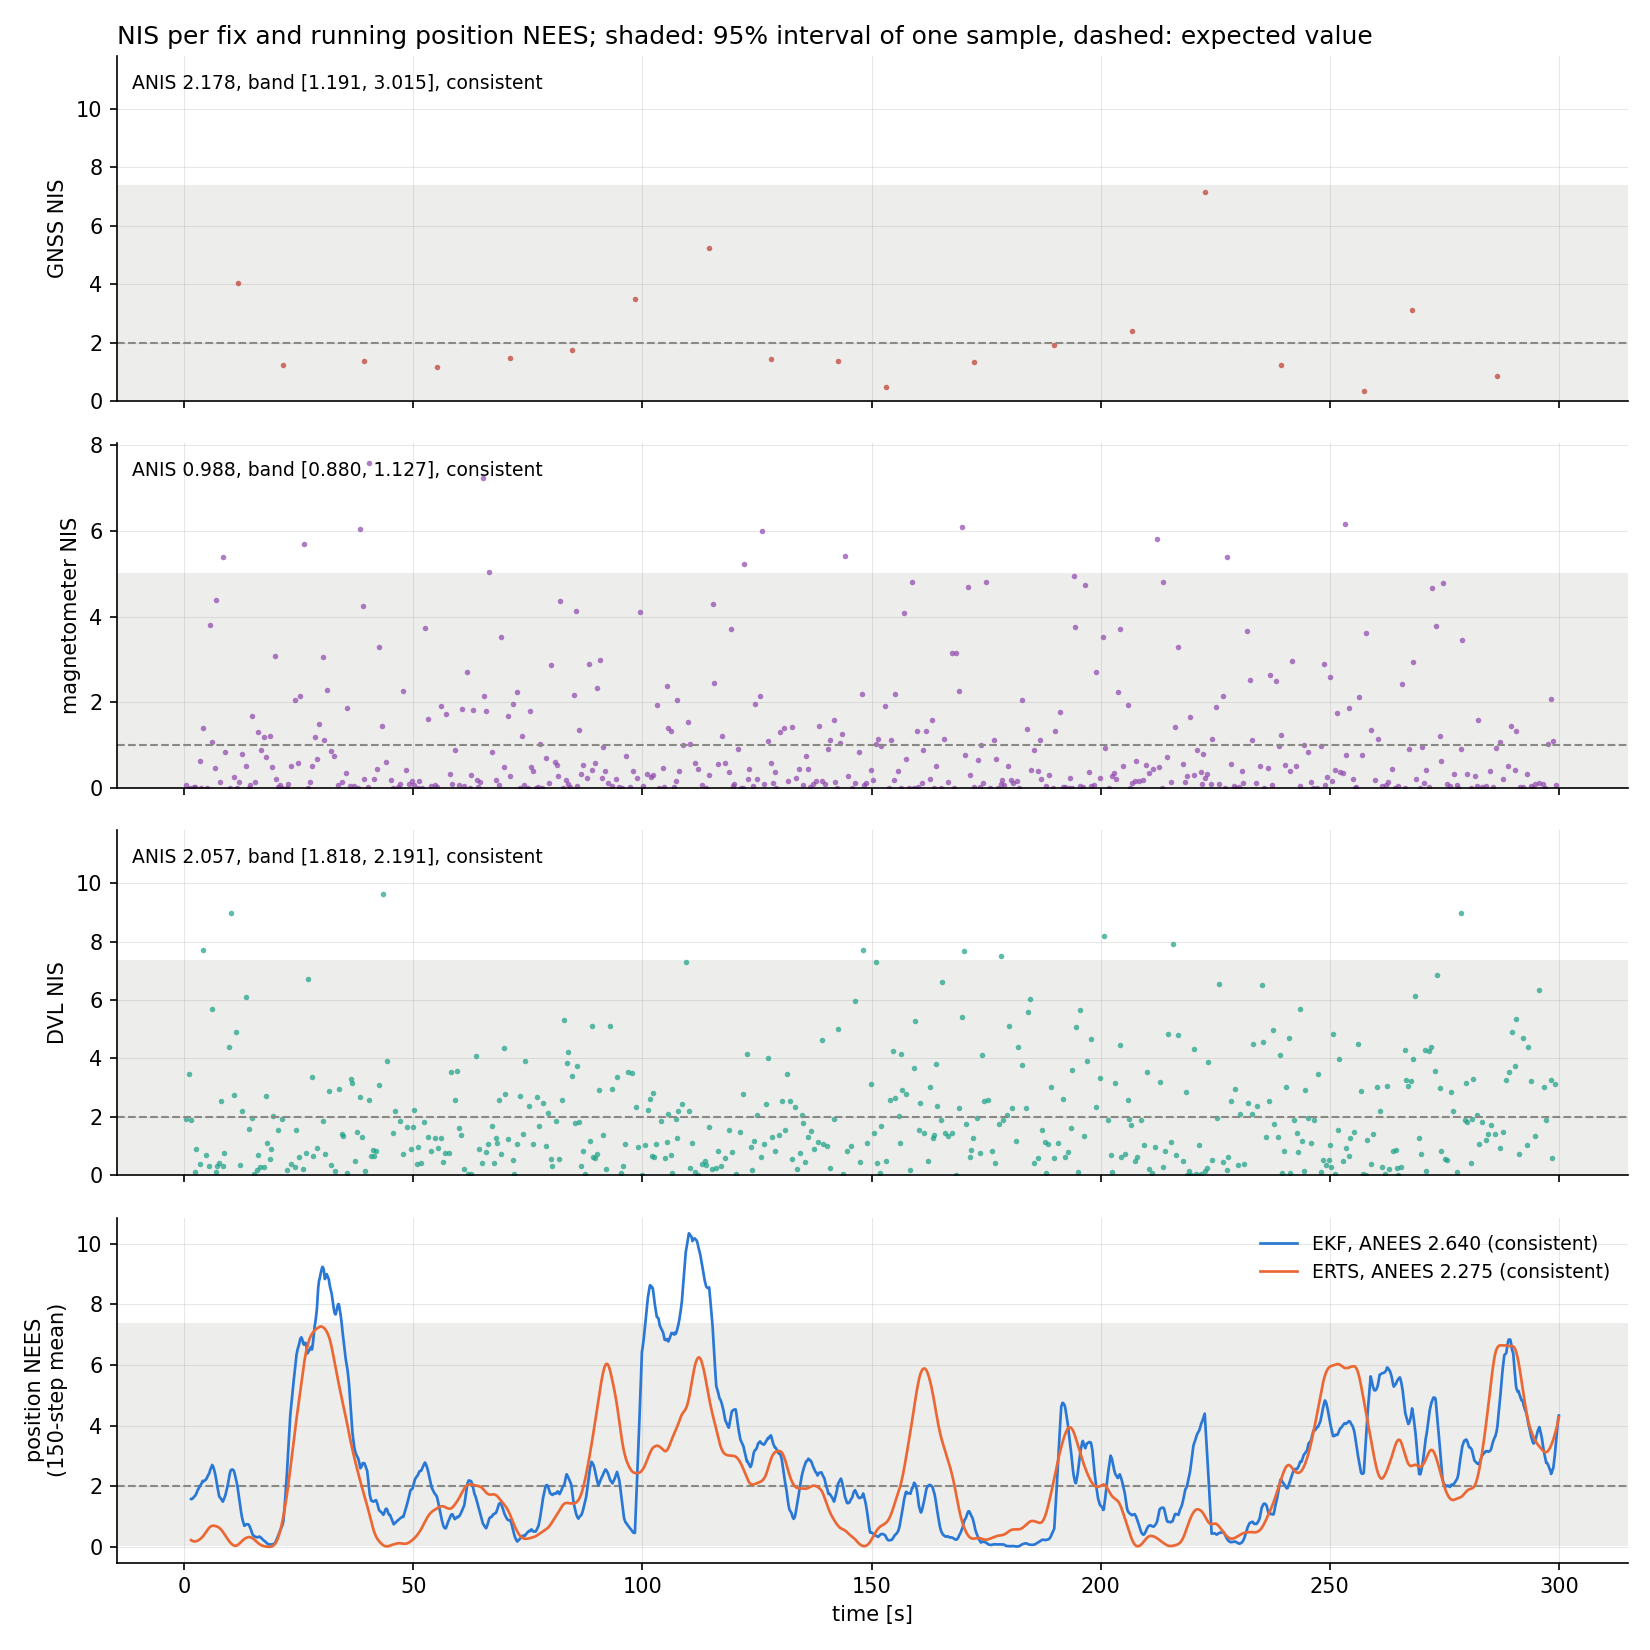 NIS per fix and running position NEES; shaded: 95% interval of one sample, dashed: expected value
ANIS 2.178, band [1.191, 3.015], consistent
GNSS NIS
10
8
6
4
2
0
ANIS 0.988, band [0.880, 1.127], consistent
magnetometer NIS
8
6
4
2
0
ANIS 2.057, band [1.818, 2.191], consistent
DVL NIS
10
8
6
4
2
0
EKF, ANEES 2.640 (consistent)
ERTS, ANEES 2.275 (consistent)
position NEES
(150-step mean)
10
8
6
4
2
0
0 50 100 150 200 250 300
time [s]